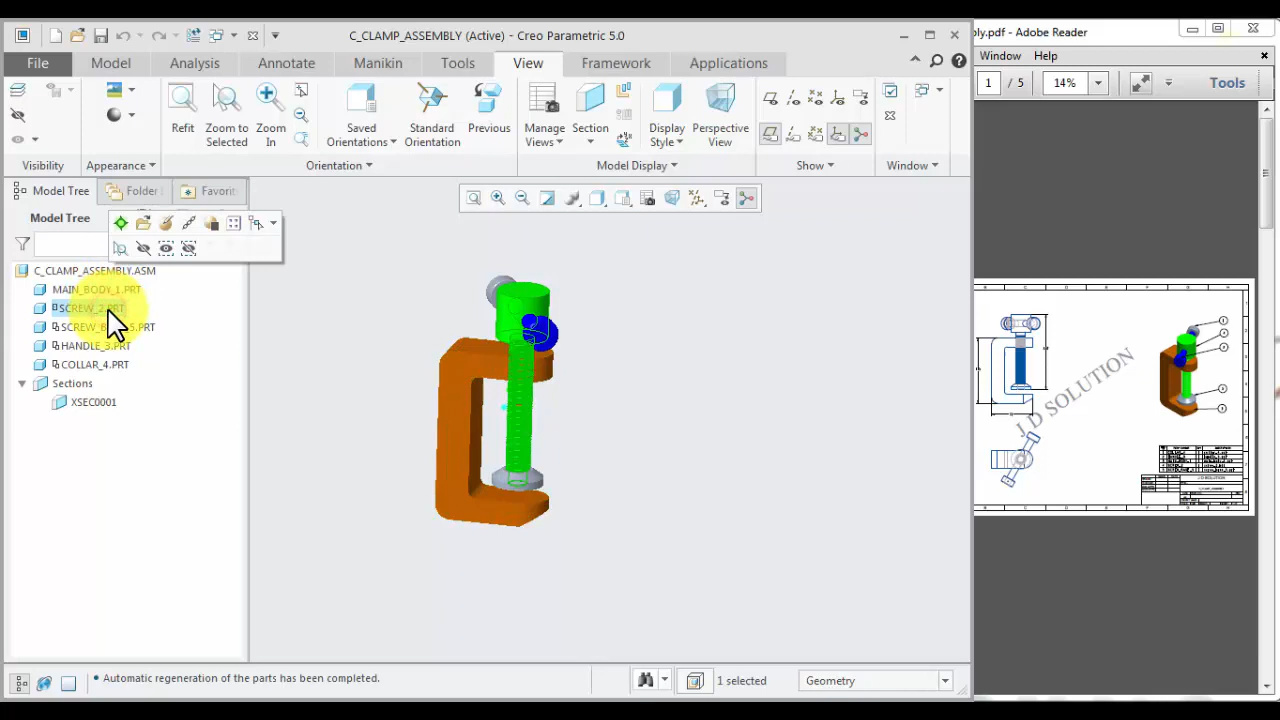 C_CLAMP_ASSEMBLY (Active) - Creo Parametric 5.0
bly.pdf - Adobe Reader
File Model Analysis Annotate Manikin Tools View Framework Applications
Window Help
1 / 5 14% Tools
Refit
Zoom to Selected
Zoom In
Saved Orientations
Standard Orientation
Previous
Manage Views
Section
Display Style
Perspective View
Visibility Appearance Orientation Model Display Show Window
Model Tree Folder Favorit
Model Tree
C_CLAMP_ASSEMBLY.ASM
MAIN_BODY_1.PRT
SCREW_2.PRT
HANDLE_3.PRT
COLLAR_4.PRT
Sections
XSEC0001
J D SOLUTION
J D SOLUTION
• Automatic regeneration of the parts has been completed.
1 selected
Geometry